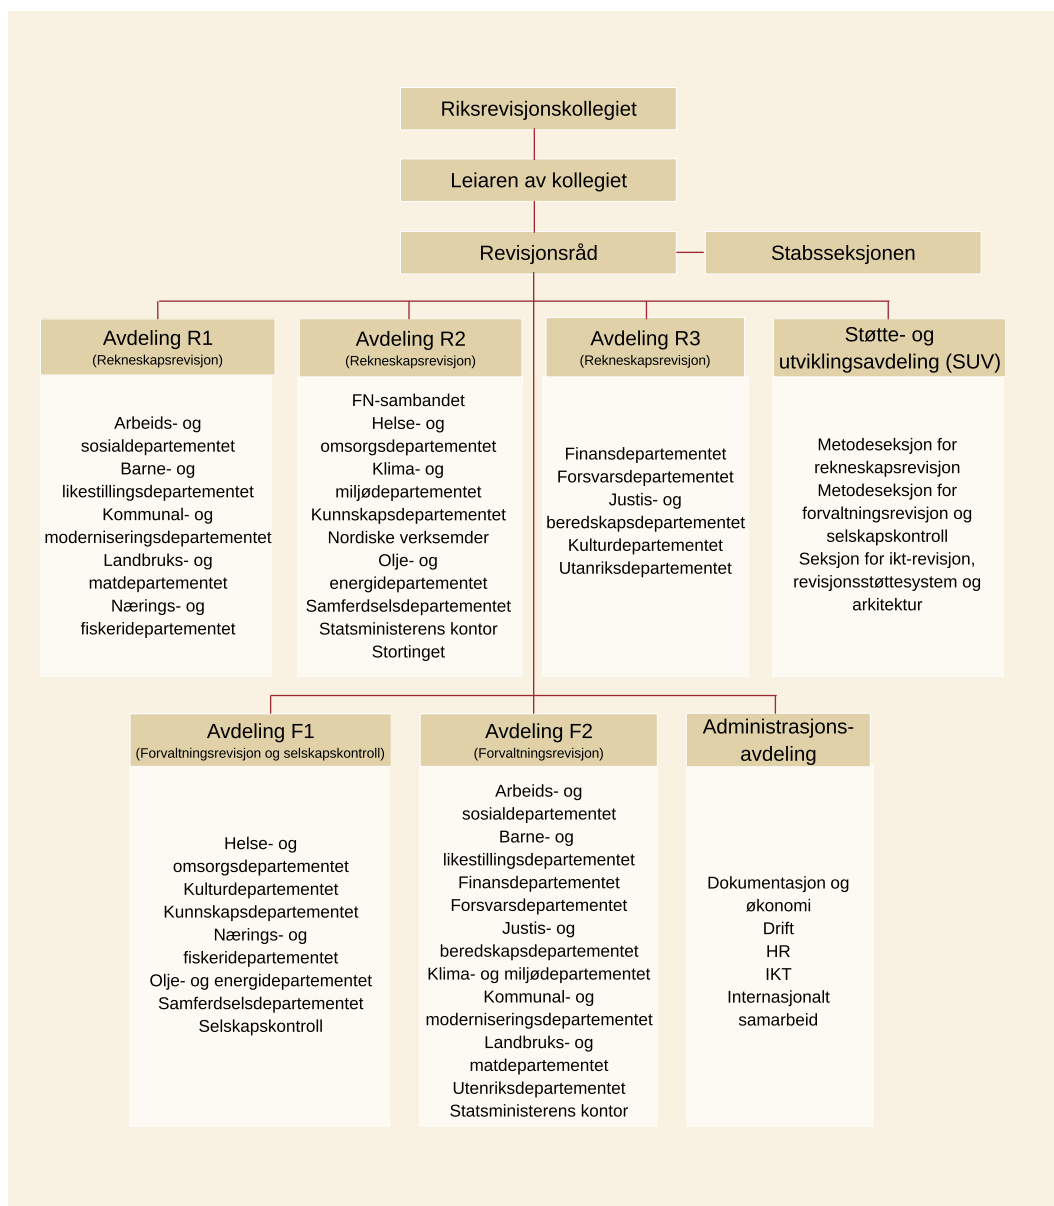 Riksrevisjonskollegiet
Leiaren av kollegiet
Revisjonsråd
Stabsseksjonen
Avdeling R1
(Rekneskapsrevisjon)
Arbeids- og
sosialdepartementet
Barne- og
likestillingsdepartementet
Kommunal- og
moderniseringsdepartementet
Landbruks- og
matdepartementet
Nærings- og
fiskeridepartementet
Avdeling R2
(Rekneskapsrevisjon)
FN-sambandet
Helse- og
omsorgsdepartementet
Klima- og
miljødepartementet
Kunnskapsdepartementet
Nordiske verksemder
Olje- og
energidepartementet
Samferdselsdepartementet
Statsministerens kontor
Stortinget
Avdeling R3
(Rekneskapsrevisjon)
Finansdepartementet
Forsvarsdepartementet
Justis- og
beredskapsdepartementet
Kulturdepartementet
Utanriksdepartementet
Støtte- og
utviklingsavdeling (SUV)
Metodeseksjon for
rekneskapsrevisjon
Metodeseksjon for
forvaltningsrevisjon og
selskapskontroll
Seksjon for ikt-revisjon,
revisjonsstøttesystem og
arkitektur
Avdeling F1
(Forvaltningsrevisjon og selskapskontroll)
Helse- og
omsorgsdepartementet
Kulturdepartementet
Kunnskapsdepartementet
Nærings- og
fiskeridepartementet
Olje- og energidepartementet
Samferdselsdepartementet
Selskapskontroll
Avdeling F2
(Forvaltningsrevisjon)
Arbeids- og
sosialdepartementet
Barne- og
likestillingsdepartementet
Finansdepartementet
Forsvarsdepartementet
Justis- og
beredskapsdepartementet
Klima- og miljødepartementet
Kommunal- og
moderniseringsdepartementet
Landbruks- og
matdepartementet
Utenriksdepartementet
Statsministerens kontor
Administrasjons-
avdeling
Dokumentasjon og
økonomi
Drift
HR
IKT
Internasjonalt
samarbeid